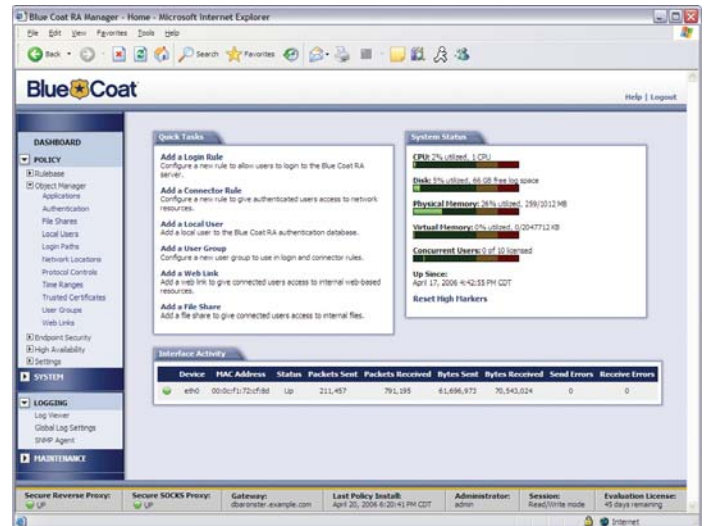 Blue Coat RA Manager - Home - Microsoft Internet Explorer
File Edit View Favorites Tools Help
Back Search Favorites
Blue Coat
Help | Logout
DASHBOARD
POLICY
Rulebase
Object Manager
Applications
Authentication
File Shares
Local Users
Login Paths
Network Locations
Protocol Controls
Time Ranges
Trusted Certificates
User Groups
Web Links
Endpoint Security
High Availability
Settings
SYSTEM
LOGGING
Log Viewer
Global Log Settings
SNMP Agent
MAINTENANCE
Quick Tasks
Add a Login Rule
Configure a new rule to allow users to login to the Blue Coat RA
server.
Add a Connector Rule
Configure a new rule to give authenticated users access to network
resources.
Add a Local User
Add a local user to the Blue Coat RA authentication database.
Add a User Group
Configure a new user group to use in login and connector rules.
Add a Web Link
Add a web link to give connected users access to internal web-based
resources.
Add a File Share
Add a file share to give connected users access to internal files.
System Status
CPU: 2% utilized, 1 CPU
Disk: 5% utilized, 66 GB free log space
Physical Memory: 26% utilized, 259/1012 MB
Virtual Memory: 0% utilized, 0/2047712 KB
Concurrent Users: 0 of 10 licensed
Up Since:
April 17, 2006 4:42:55 PM CDT
Reset High Markers
Interface Activity
Device MAC Address Status Packets Sent Packets Received Bytes Sent Bytes Received Send Errors Receive Errors
eth0 Up 211,457 791,195 61,696,973 70,543,024 0 0
Secure Reverse Proxy: Secure SOCKS Proxy: Gateway: Last Policy Install: Administrator: Session: Evaluation License:
UP UP dbaronster.example.com April 20, 2006 6:20:41 PM CDT admin Read/Write mode 45 days remaining
Internet